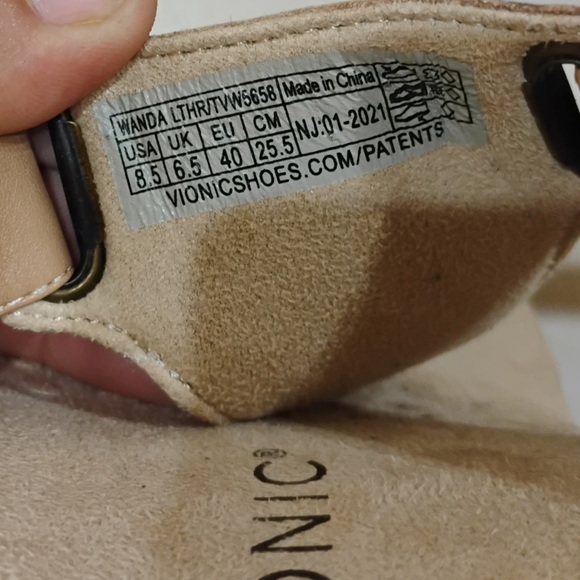 WANDA LTHR/TVW5658 Made in China
USA UK EU CM NJ:01-2021
8.5 6.5 40 25.5
VIONICSHOES.COM/PATENTS
ONIC®